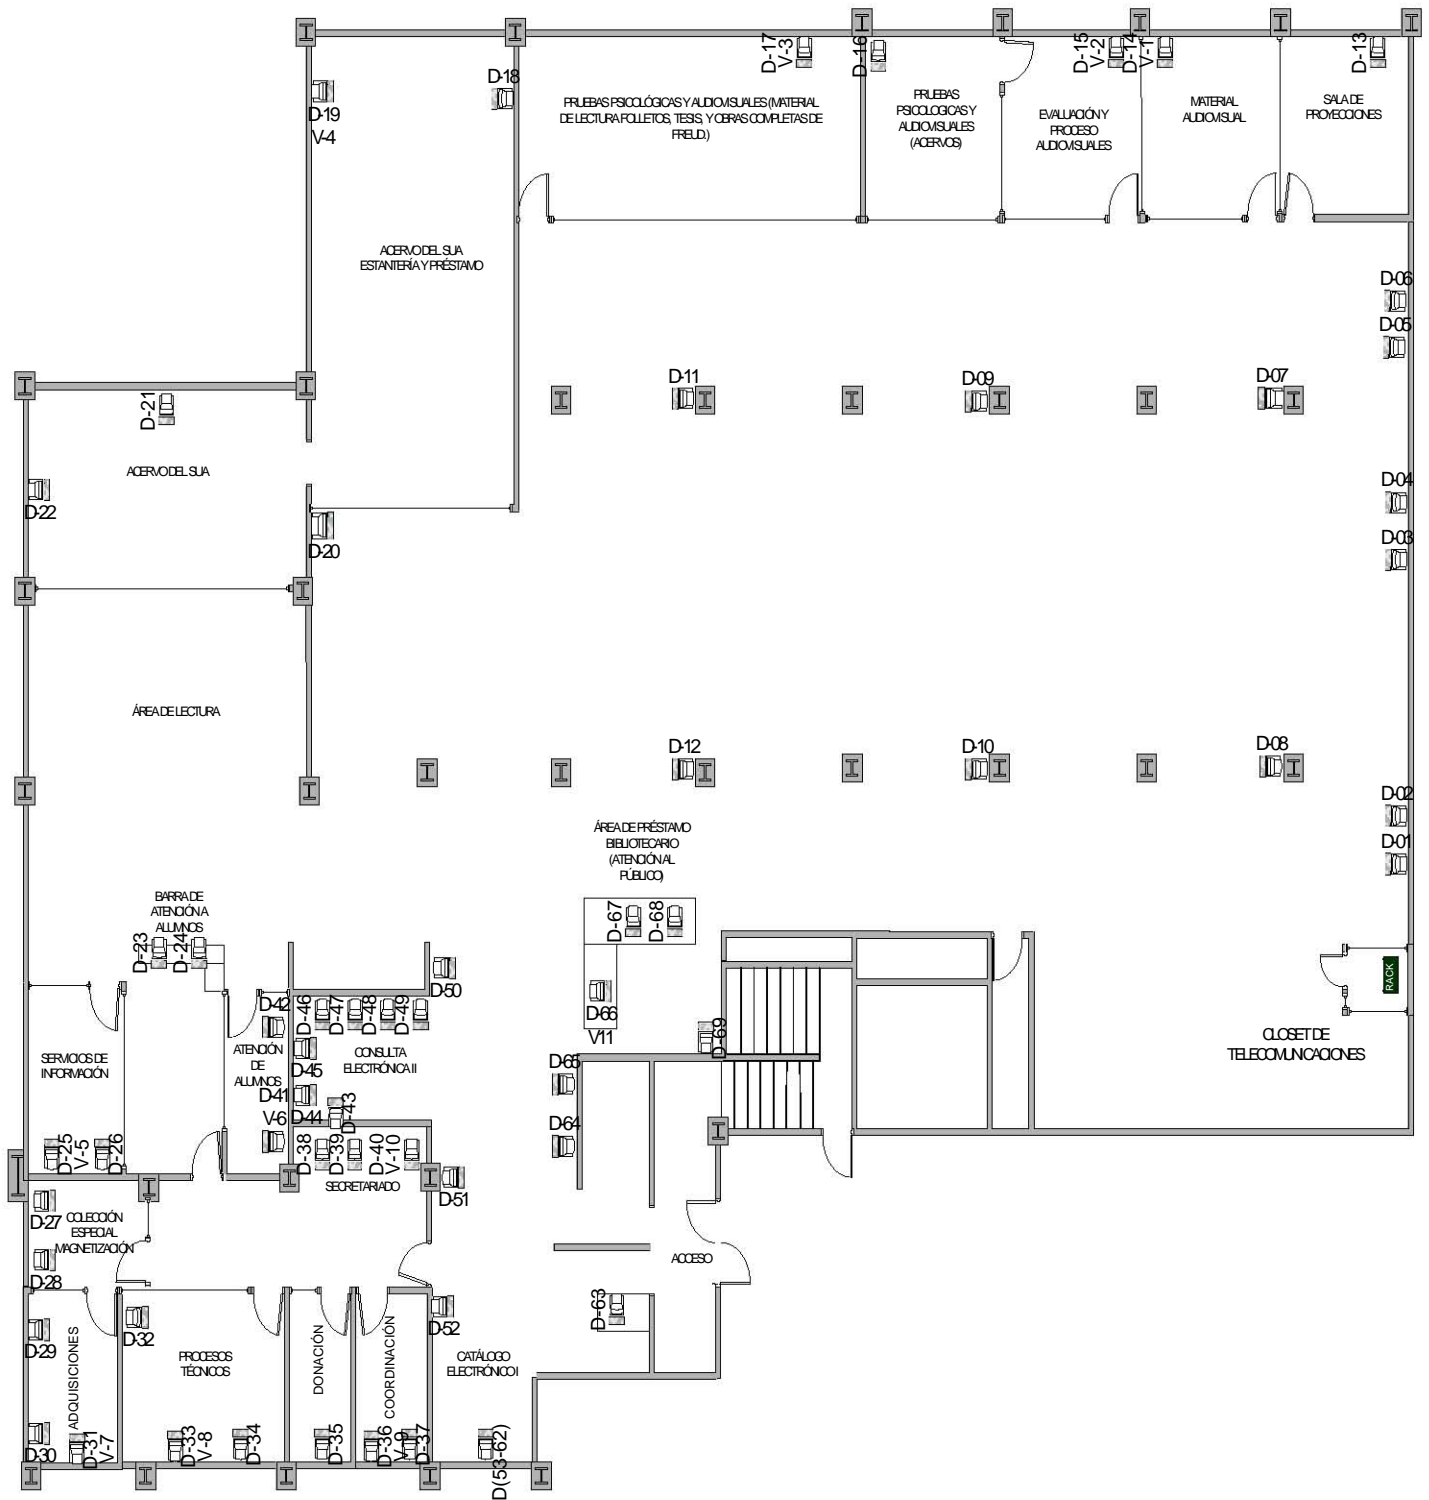 D-17
V-3
D-16
D-15
V-2
D-14
V-1
D-13
D-18
D-19
V-4
PRUEBAS PSICOLÓGICAS Y AUDIOVISUALES (MATERIAL
DE LECTURA FOLLETOS, TESIS, Y OBRAS COMPLETAS DE
FREUD.)
PRUEBAS
PSICOLOGICAS Y
AUDIOVISUALES
(ACERVOS)
EVALUACIÓN Y
PROCESO
AUDIOVISUALES
MATERIAL
AUDIOVISUAL
SALA DE
PROYECCIONES
ACERVO DEL SUA
ESTANTERÍA Y PRÉSTAMO
D-06
D-05
D-11
D-09
D-07
D-21
ACERVO DEL SUA
D-22
D-20
D-04
D-03
ÁREA DE LECTURA
D-12
D-10
D-08
D-02
D-01
ÁREA DE PRÉSTAMO
BIBLIOTECARIO
(ATENCIÓN AL
PÚBLICO)
BARRA DE
ATENCIÓN A
ALUMNOS
D-23
D-24
D-67
D-68
D-50
D-66
V11
D-69
RACK
CLOSET DE
TELECOMUNICACIONES
D-42
D-46
D-47
D-48
D-49
SERVICIOS DE
INFORMACIÓN
ATENCIÓN
DE
ALUMNOS
CONSULTA
ELECTRÓNICA II
D-45
D-65
D-41
V-6
D-44
D-43
D-64
D-25
V-5
D-26
D-38
D-39
D-40
V-10
SECRETARIADO
D-51
D-27
COLECCIÓN
ESPECIAL
MAGNETIZACIÓN
D-28
ACCESO
D-63
D-29
D-32
D-52
ADQUISICIONES
PROCESOS
TÉCNICOS
DONACIÓN
COORDINACIÓN
CATÁLOGO
ELECTRÓNICO I
D-30
D-31
V-7
D-33
V-8
D-34
D-35
D-36
V-9
D-37
D(53-62)